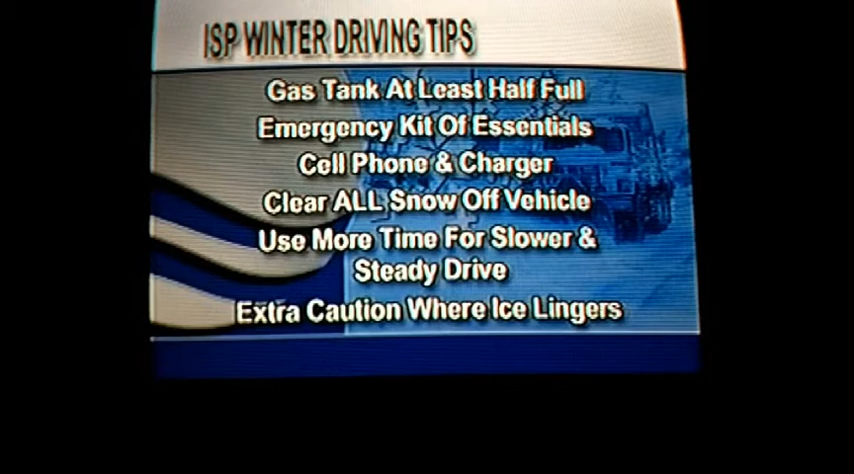 ISP WINTER DRIVING TIPS
Gas Tank At Least Half Full
Emergency Kit Of Essentials
Cell Phone & Charger
Clear ALL Snow Off Vehicle
Use More Time For Slower &
Steady Drive
Extra Caution Where Ice Lingers